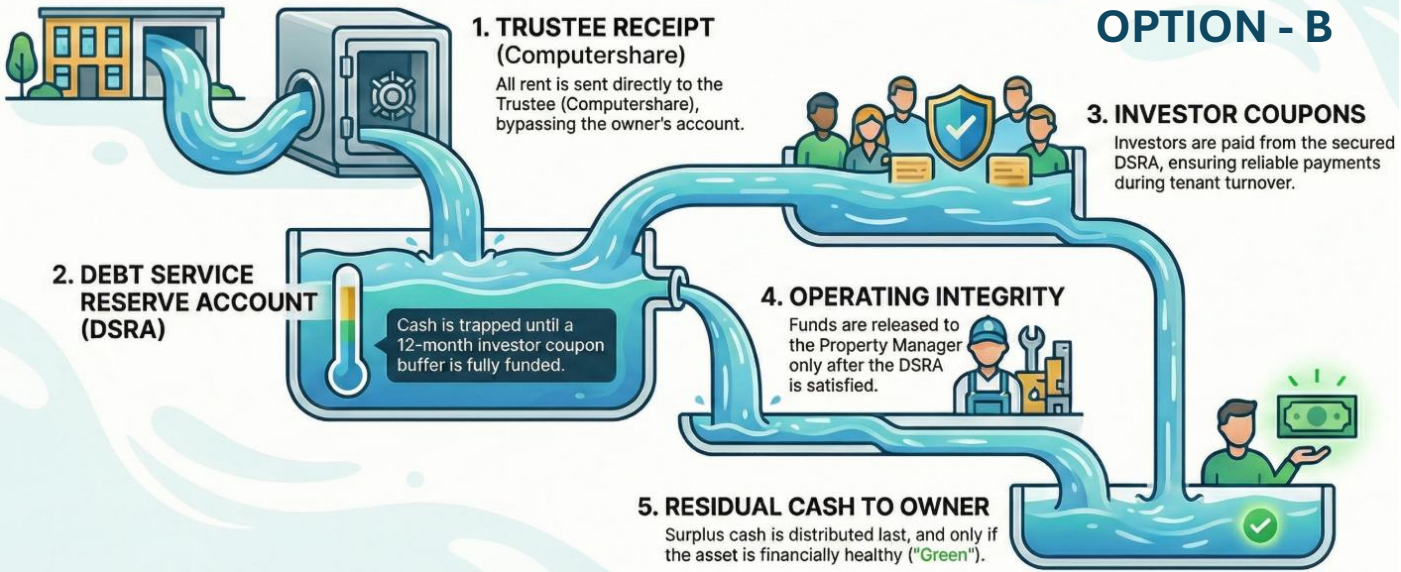 OPTION - B
1. TRUSTEE RECEIPT
(Computershare)
All rent is sent directly to the
Trustee (Computershare),
bypassing the owner's account.
2. DEBT SERVICE
RESERVE ACCOUNT
(DSRA)
Cash is trapped until a
12-month investor coupon
buffer is fully funded.
3. INVESTOR COUPONS
Investors are paid from the secured
DSRA, ensuring reliable payments
during tenant turnover.
4. OPERATING INTEGRITY
Funds are released to
the Property Manager
only after the DSRA
is satisfied.
5. RESIDUAL CASH TO OWNER
Surplus cash is distributed last, and only if
the asset is financially healthy ("Green").